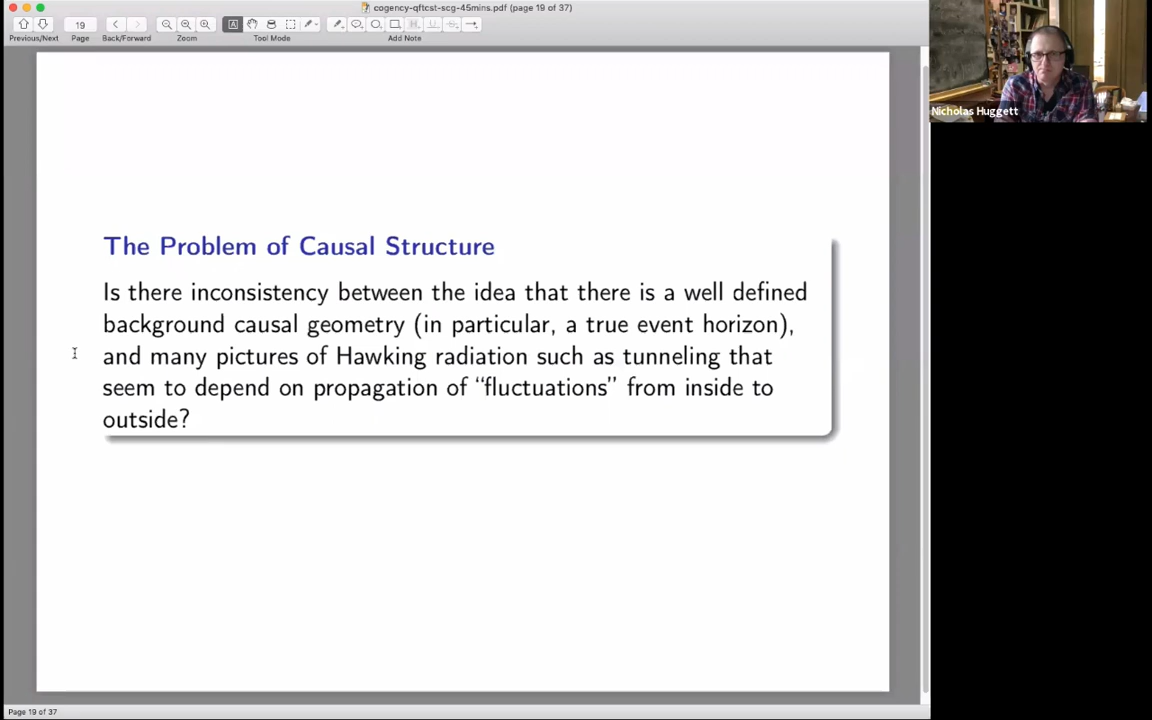 cogency-qftcst-scg-45mins.pdf (page 19 of 37)
19
Previous/Next
Page
Back/Forward
Zoom
Tool Mode
Add Note
Nicholas Huggett
The Problem of Causal Structure
Is there inconsistency between the idea that there is a well defined
background causal geometry (in particular, a true event horizon),
and many pictures of Hawking radiation such as tunneling that
seem to depend on propagation of “fluctuations” from inside to
outside?
Page 19 of 37